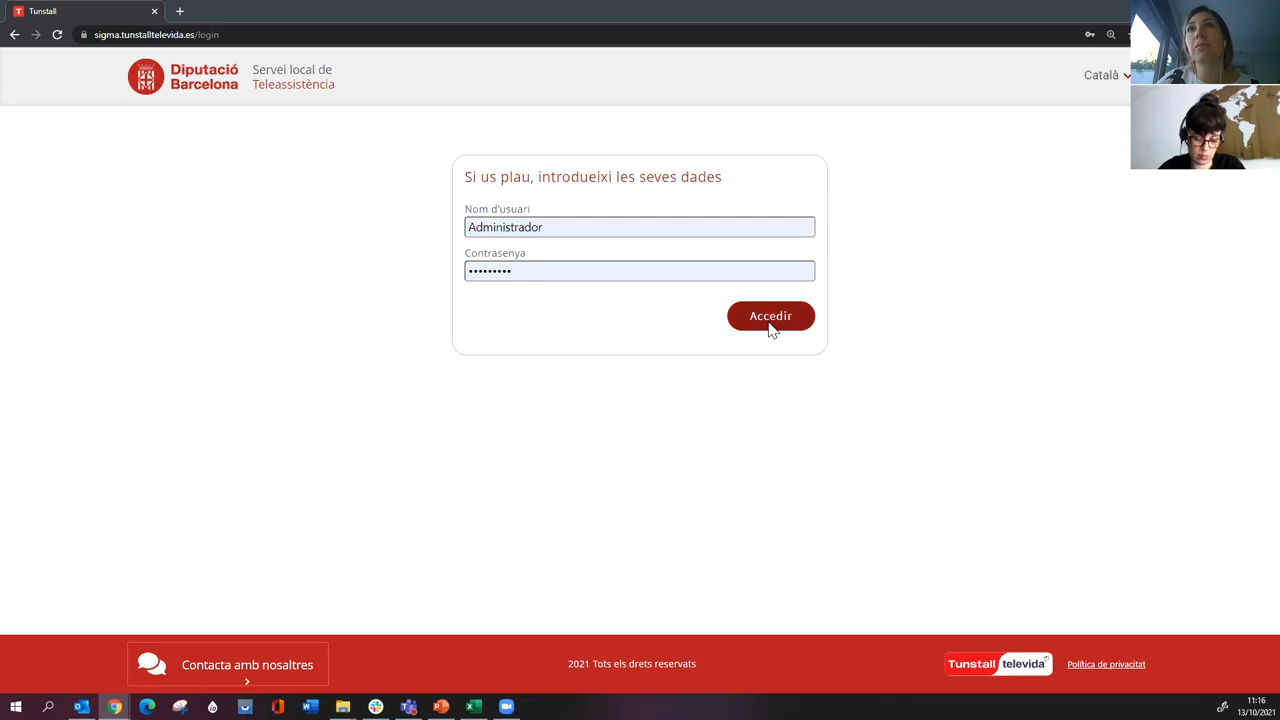 Tunstall
sigma.tunstalltelevida.es/login
Diputació
Barcelona
Servei local de
Teleassistència
Català
Si us plau, introdueixi les seves dades
Nom d'usuari
Administrador
Contrasenya
•••••••••
Accedir
Contacta amb nosaltres
2021 Tots els drets reservats
Tunstall televida
Política de privacitat
11:16
13/10/2021